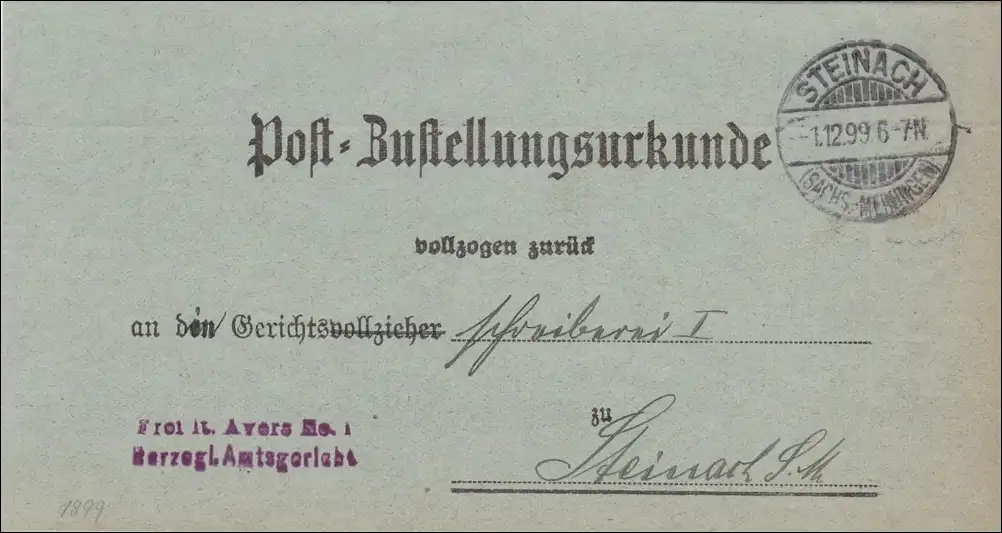 STEINACH
-1.12.99 6-7N.
(SACHS.-MEININGEN)
Post-Zustellungsurkunde
vollzogen zurück
an den Gerichtsvollzieher schreiberei I
zu
Frei lt. Avers No. 1
Herzogl. Amtsgericht
Steinach S. M.
1899